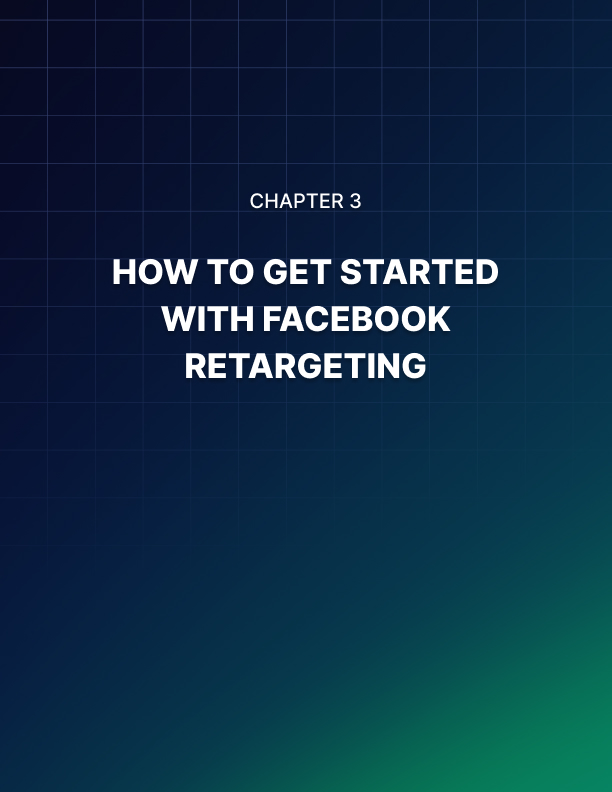 CHAPTER 3
HOW TO GET STARTED
WITH FACEBOOK
RETARGETING